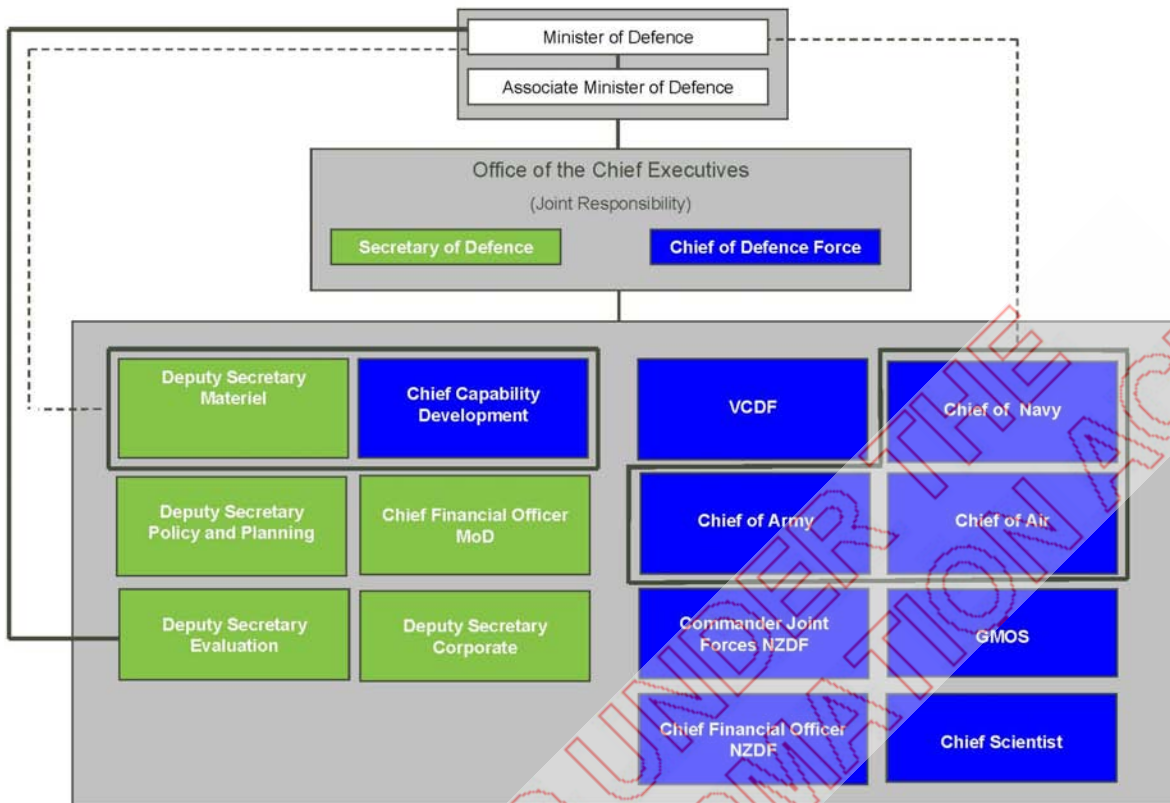 Minister of Defence
Associate Minister of Defence
Office of the Chief Executives
(Joint Responsibility)
Secretary of Defence
Chief of Defence Force
Deputy Secretary
Materiel
Chief Capability
Development
VCDF
Chief of Navy
Deputy Secretary
Policy and Planning
Chief Financial Officer
MoD
Chief of Army
Chief of Air
Deputy Secretary
Evaluation
Deputy Secretary
Corporate
Commander Joint
Forces NZDF
GMOS
Chief Financial Officer
NZDF
Chief Scientist
UNDER THE